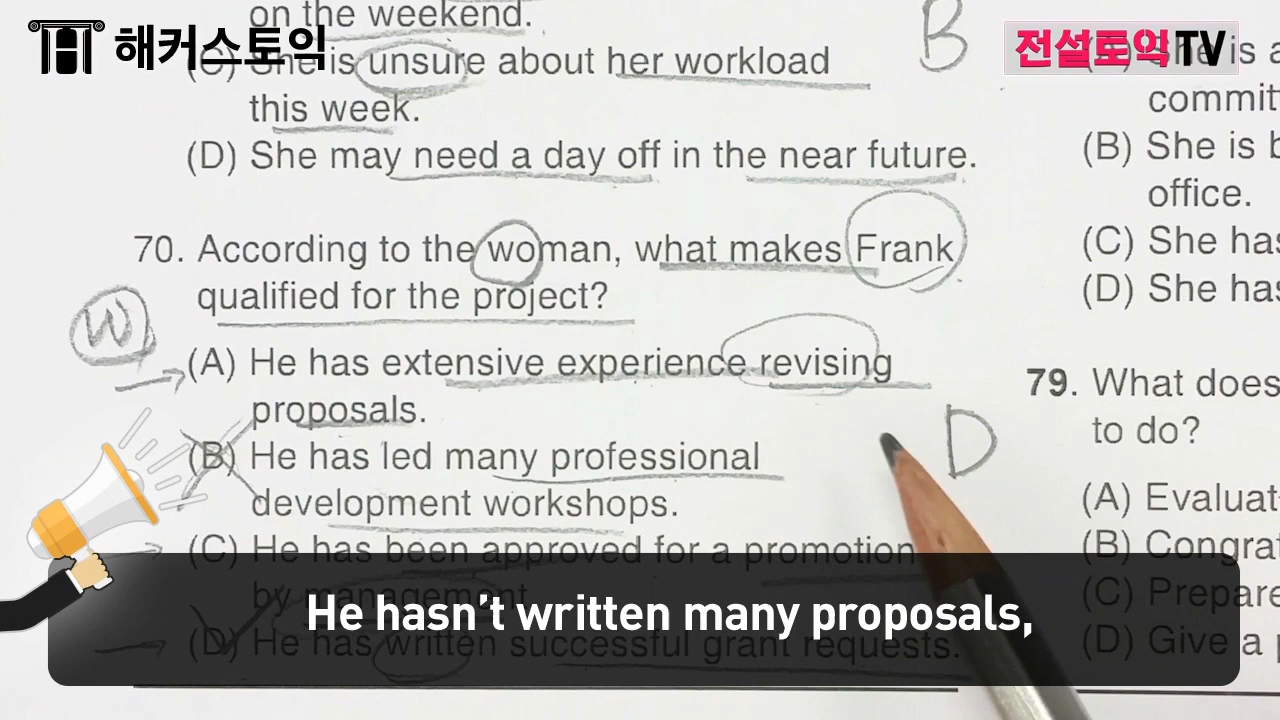 해커스토익
전설토익TV
on the weekend.
(C) She is unsure about her workload
this week.
(D) She may need a day off in the near future.
B
70. According to the woman, what makes Frank
qualified for the project?
W
(A) He has extensive experience revising
proposals.
(B) He has led many professional
development workshops.
D
(C) He has been approved for a promotion
by management.
(D) He has written successful grant requests.
He hasn't written many proposals,
she is a
commit
(B) She is b
office.
(C) She has
(D) She has
79. What does
to do?
(A) Evaluat
(B) Congra
(C) Prepare
(D) Give a